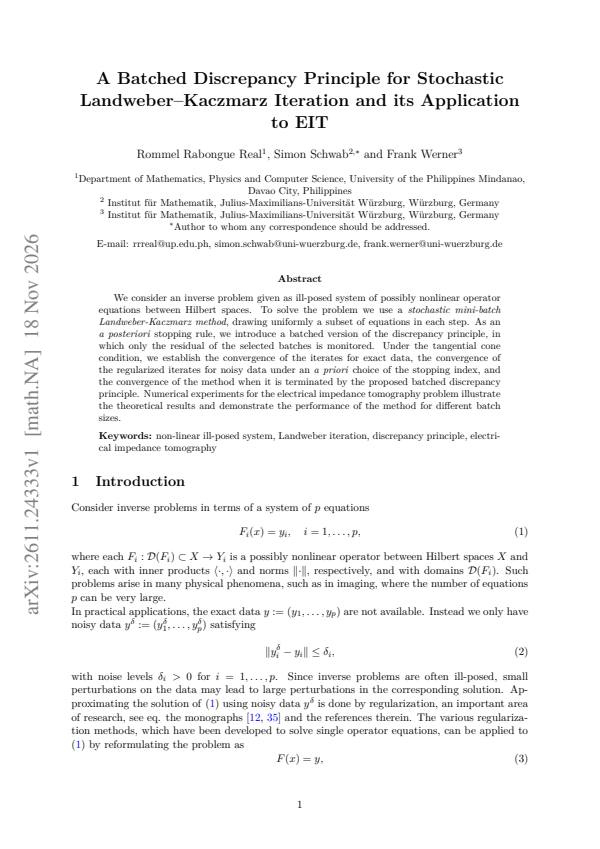 A Batched Discrepancy Principle for Stochastic
Landweber–Kaczmarz Iteration and its Application
to EIT
Rommel Rabongue Real¹, Simon Schwab²,* and Frank Werner³
¹Department of Mathematics, Physics and Computer Science, University of the Philippines Mindanao,
Davao City, Philippines
² Institut für Mathematik, Julius-Maximilians-Universität Würzburg, Würzburg, Germany
³ Institut für Mathematik, Julius-Maximilians-Universität Würzburg, Würzburg, Germany
*Author to whom any correspondence should be addressed.
E-mail: rrreal@up.edu.ph, simon.schwab@uni-wuerzburg.de, frank.werner@uni-wuerzburg.de
Abstract
We consider an inverse problem given as ill-posed system of possibly nonlinear operator
equations between Hilbert spaces. To solve the problem we use a stochastic mini-batch
Landweber-Kaczmarz method, drawing uniformly a subset of equations in each step. As an
a posteriori stopping rule, we introduce a batched version of the discrepancy principle, in
which only the residual of the selected batches is monitored. Under the tangential cone
condition, we establish the convergence of the iterates for exact data, the convergence of
the regularized iterates for noisy data under an a priori choice of the stopping index, and
the convergence of the method when it is terminated by the proposed batched discrepancy
principle. Numerical experiments for the electrical impedance tomography problem illustrate
the theoretical results and demonstrate the performance of the method for different batch
sizes.
Keywords: non-linear ill-posed system, Landweber iteration, discrepancy principle, electri-
cal impedance tomography
1 Introduction
Consider inverse problems in terms of a system of p equations
F_i(x) = y_i, i = 1, . . . , p, (1)
where each F_i : D(F_i) ⊂ X → Y_i is a possibly nonlinear operator between Hilbert spaces X and
Y_i, each with inner products ⟨·, ·⟩ and norms ‖·‖, respectively, and with domains D(F_i). Such
problems arise in many physical phenomena, such as in imaging, where the number of equations
p can be very large.
In practical applications, the exact data y := (y_1, . . . , y_p) are not available. Instead we only have
noisy data y^δ := (y_1^δ, . . . , y_p^δ) satisfying
‖y_i^δ − y_i‖ ≤ δ_i, (2)
with noise levels δ_i > 0 for i = 1, . . . , p. Since inverse problems are often ill-posed, small
perturbations on the data may lead to large perturbations in the corresponding solution. Ap-
proximating the solution of (1) using noisy data y^δ is done by regularization, an important area
of research, see eq. the monographs [12, 35] and the references therein. The various regulariza-
tion methods, which have been developed to solve single operator equations, can be applied to
(1) by reformulating the problem as
F(x) = y, (3)
1
arXiv:2611.24333v1 [math.NA] 18 Nov 2026